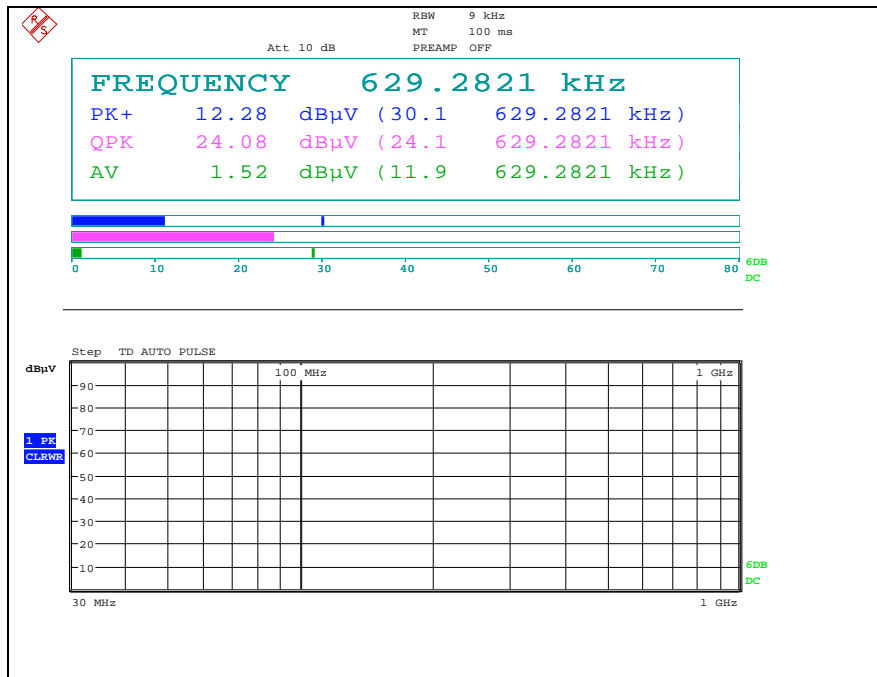 R S
RBW 9 kHz
MT 100 ms
Att 10 dB PREAMP OFF
FREQUENCY 629.2821 kHz
PK+ 12.28 dBµV (30.1 629.2821 kHz)
QPK 24.08 dBµV (24.1 629.2821 kHz)
AV 1.52 dBµV (11.9 629.2821 kHz)
0 10 20 30 40 50 60 70 80
6DB
DC
Step TD AUTO PULSE
dBµV
100 MHz 1 GHz
90
80
70
1 PK
CLRWR
60
50
40
30
20
10
6DB
DC
30 MHz 1 GHz